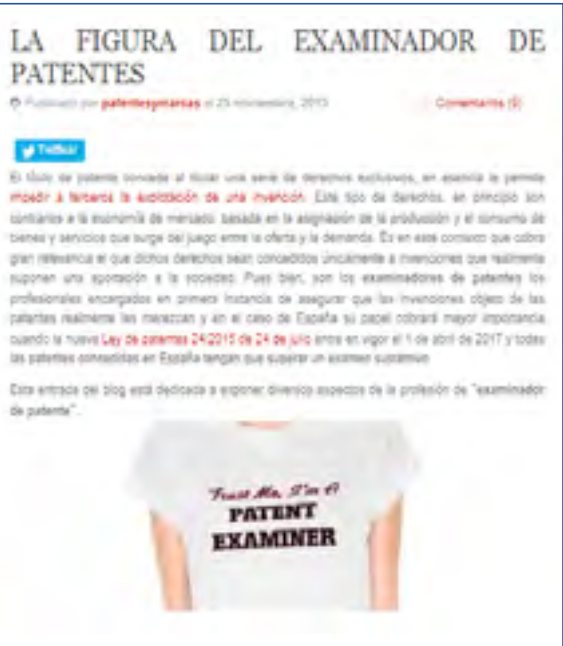 LA FIGURA DEL EXAMINADOR DE
PATENTES
Publicado por patentesymarcas el 25 noviembre, 2015 Comentarios
Twittear
El título de patente concede al titular una serie de derechos exclusivos, en esencia le permite
impedir a terceros la explotación de una invención. Este tipo de derechos, en principio son
contrarios a la economía de mercado, basada en la asignación de la producción y el consumo de
bienes y servicios que surge del juego entre la oferta y la demanda. Es en este contexto que cobra
gran relevancia el que dichos derechos sean concedidos únicamente a invenciones que realmente
suponen una aportación a la sociedad. Pues bien, son los examinadores de patentes los
profesionales encargados en primera instancia de asegurar que las invenciones objeto de las
patentes realmente las merezcan y en el caso de España su papel cobrará mayor importancia
cuando la nueva Ley de patentes 24/2015 de 24 de julio entre en vigor el 1 de abril de 2017 y todas
las patentes concedidas en España tengan que superar un examen sustantivo.
Esta entrada del blog está dedicada a exponer diversos aspectos de la profesión de "examinador
de patente".
Trust Me, I'm A
PATENT
EXAMINER